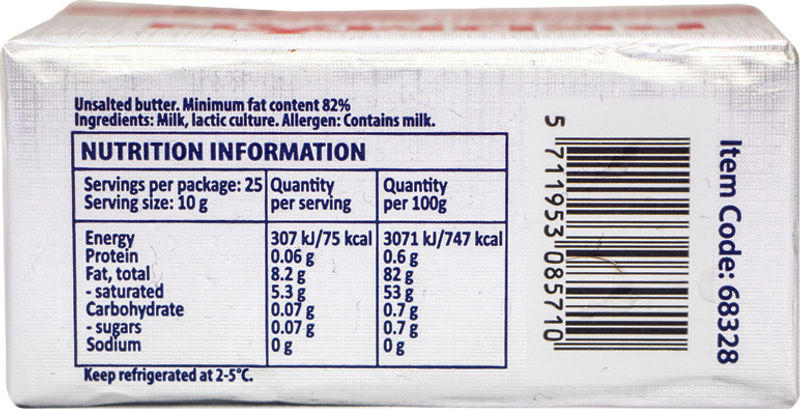 Unsalted butter. Minimum fat content 82%
Ingredients: Milk, lactic culture. Allergen: Contains milk.
NUTRITION INFORMATION
Servings per package: 25 Quantity Quantity
Serving size: 10 g per serving per 100g
Energy 307 kJ/75 kcal 3071 kJ/747 kcal
Protein 0.06 g 0.6 g
Fat, total 8.2 g 82 g
- saturated 5.3 g 53 g
Carbohydrate 0.07 g 0.7 g
- sugars 0.07 g 0.7 g
Sodium 0 g 0 g
Keep refrigerated at 2-5°C.
5 711953 085710
Item Code: 68328